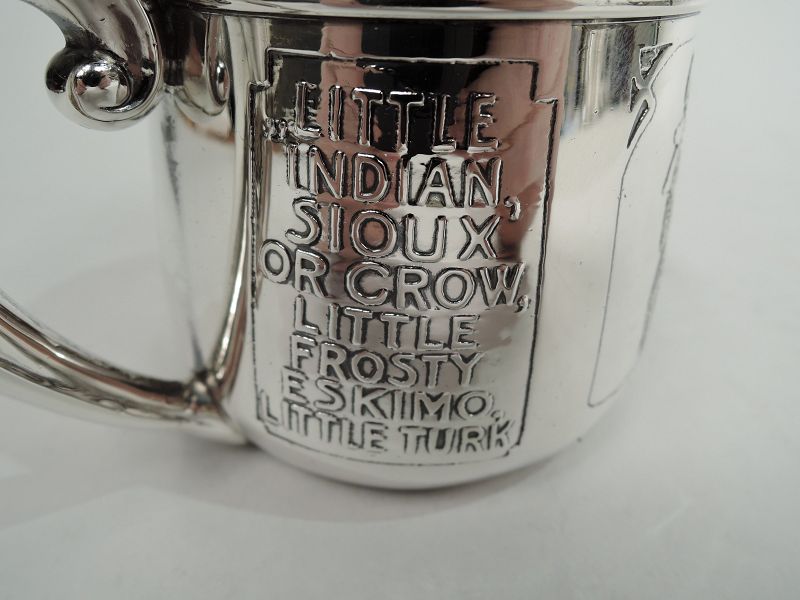 "LITTLE
INDIAN,
SIOUX
OR CROW,
LITTLE
FROSTY
ESKIMO,
LITTLE TURK